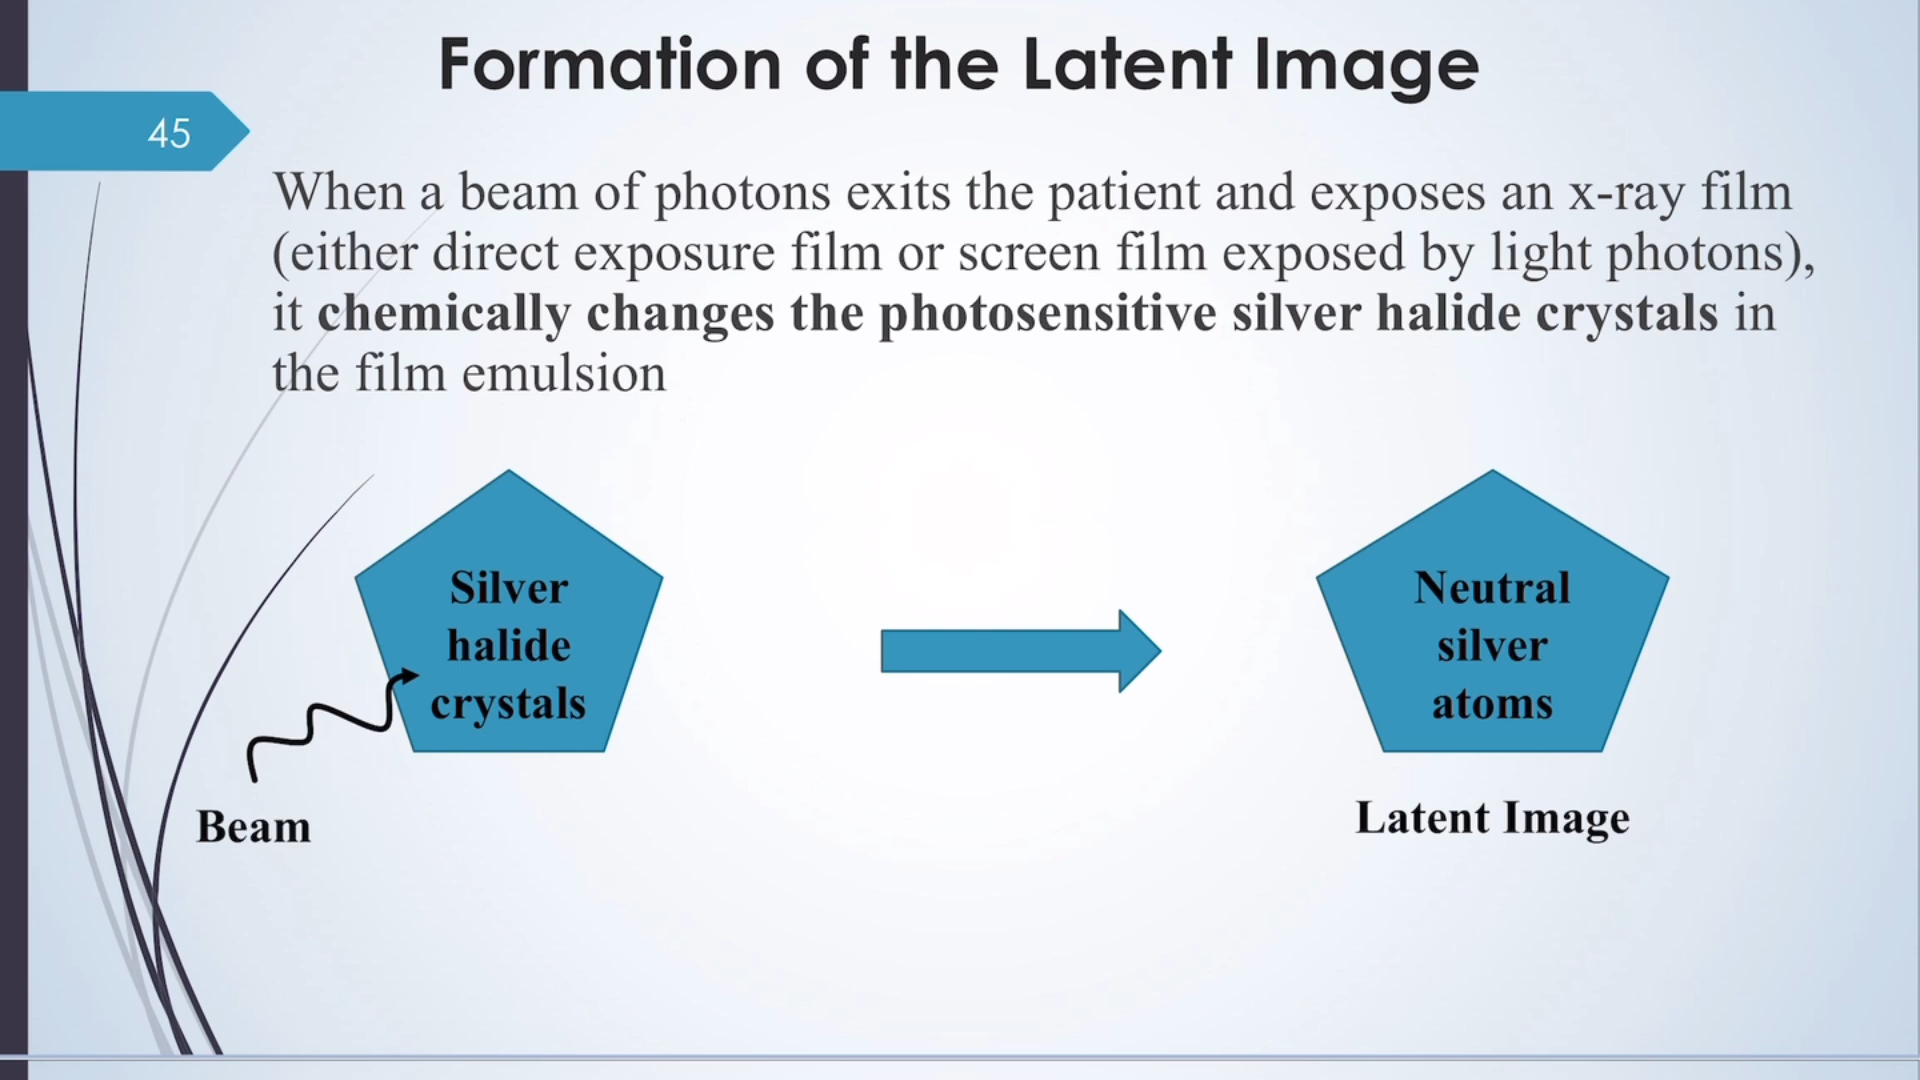 Formation of the Latent Image
45
When a beam of photons exits the patient and exposes an x-ray film
(either direct exposure film or screen film exposed by light photons),
it chemically changes the photosensitive silver halide crystals in
the film emulsion
Silver
halide
crystals
Beam
Neutral
silver
atoms
Latent Image